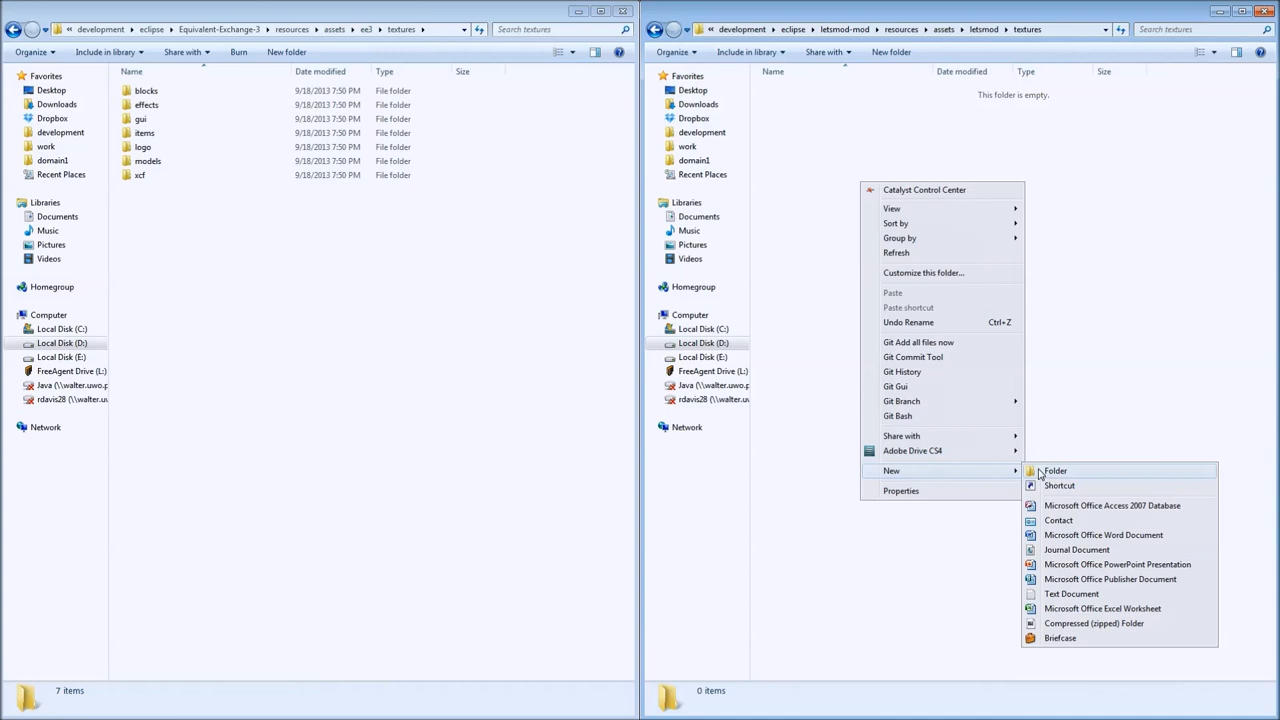 « development ▸ eclipse ▸ Equivalent-Exchange-3 ▸ resources ▸ assets ▸ ee3 ▸ textures ▸
Search textures
Organize
Include in library
Share with
Burn
New folder
Name
Date modified
Type
Size
Favorites
Desktop
Downloads
Dropbox
development
work
domain1
Recent Places
Libraries
Documents
Music
Pictures
Videos
Homegroup
Computer
Local Disk (C:)
Local Disk (D:)
Local Disk (E:)
FreeAgent Drive (L:)
Java (\\walter.uwo.p
rdavis28 (\\walter.uw
Network
blocks 9/18/2013 7:50 PM File folder
effects 9/18/2013 7:50 PM File folder
gui 9/18/2013 7:50 PM File folder
items 9/18/2013 7:50 PM File folder
logo 9/18/2013 7:50 PM File folder
models 9/18/2013 7:50 PM File folder
xcf 9/18/2013 7:50 PM File folder
7 items
« development ▸ eclipse ▸ letsmod-mod ▸ resources ▸ assets ▸ letsmod ▸ textures
Search textures
Organize
Include in library
Share with
New folder
Name
Date modified
Type
Size
This folder is empty.
Favorites
Desktop
Downloads
Dropbox
development
work
domain1
Recent Places
Libraries
Documents
Music
Pictures
Videos
Homegroup
Computer
Local Disk (C:)
Local Disk (D:)
Local Disk (E:)
FreeAgent Drive (L:)
Java (\\walter.uwo.p
rdavis28 (\\walter.uw
Network
Catalyst Control Center
View
Sort by
Group by
Refresh
Customize this folder...
Paste
Paste shortcut
Undo Rename Ctrl+Z
Git Add all files now
Git Commit Tool
Git History
Git Gui
Git Branch
Git Bash
Share with
Adobe Drive CS4
New
Properties
Folder
Shortcut
Microsoft Office Access 2007 Database
Contact
Microsoft Office Word Document
Journal Document
Microsoft Office PowerPoint Presentation
Microsoft Office Publisher Document
Text Document
Microsoft Office Excel Worksheet
Compressed (zipped) Folder
Briefcase
0 items